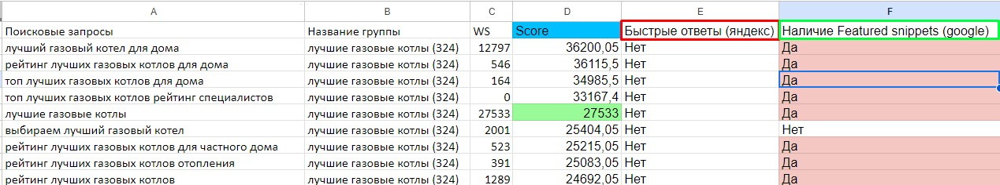 A B C D E F
Поисковые запросы Название группы WS Score Быстрые ответы (яндекс) Наличие Featured snippets (google)
лучший газовый котел для дома лучшие газовые котлы (324) 12797 36200,05 Нет Да
рейтинг лучших газовых котлов для дома лучшие газовые котлы (324) 546 36115,5 Нет Да
топ лучших газовых котлов для дома лучшие газовые котлы (324) 164 34985,5 Нет Да
топ лучших газовых котлов рейтинг специалистов лучшие газовые котлы (324) 0 33167,4 Нет Да
лучшие газовые котлы лучшие газовые котлы (324) 27533 27533 Нет Да
выбираем лучший газовый котел лучшие газовые котлы (324) 2001 25404,05 Нет Нет
рейтинг лучших газовых котлов для частного дома лучшие газовые котлы (324) 523 25215,05 Нет Да
рейтинг лучших газовых котлов отопления лучшие газовые котлы (324) 391 25083,05 Нет Да
рейтинг лучших газовых котлов лучшие газовые котлы (324) 1289 24692,05 Нет Да